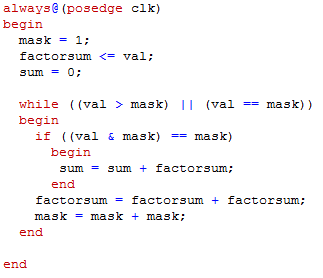 always@(posedge clk)
begin
  mask = 1;
  factorsum <= val;
  sum = 0;

  while ((val > mask) || (val == mask))
  begin
    if ((val & mask) == mask)
      begin
       sum = sum + factorsum;
      end
    factorsum = factorsum + factorsum;
    mask = mask + mask;
  end

end